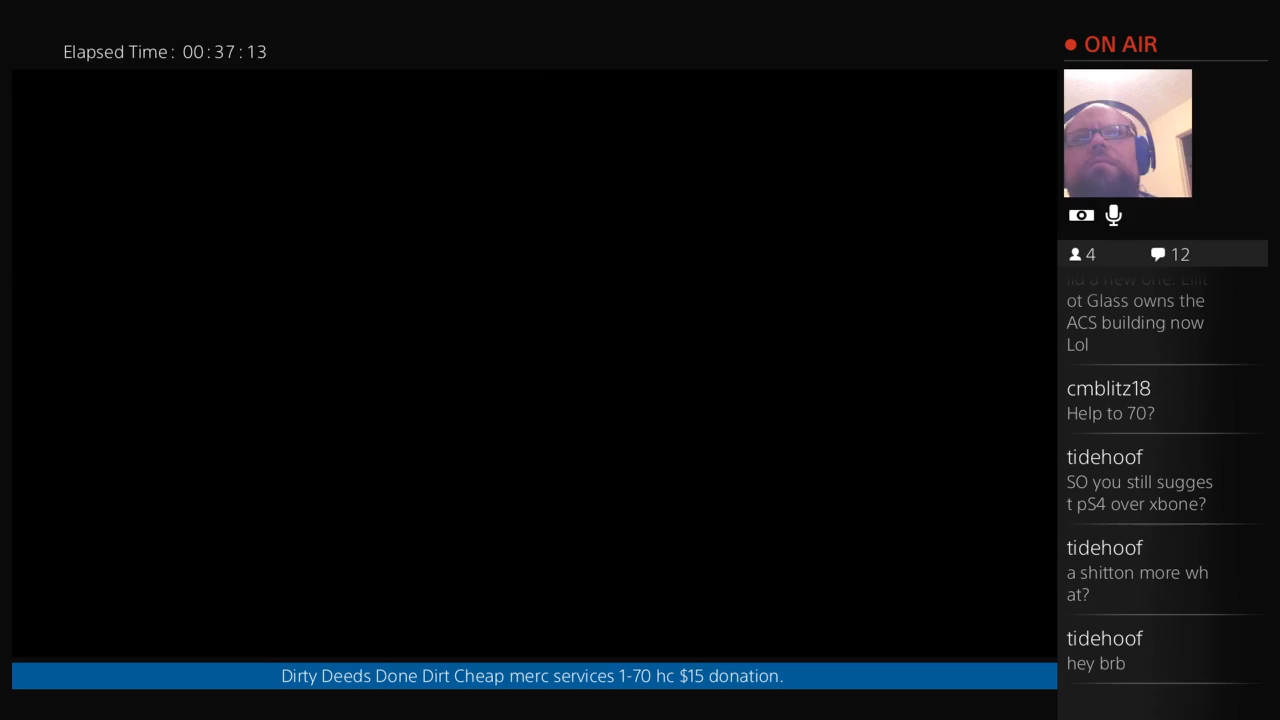 Elapsed Time: 00:37:13
ON AIR
4
12
ot Glass owns the
ACS building now
Lol
cmblitz18
Help to 70?
tidehoof
SO you still sugges
t pS4 over xbone?
tidehoof
a shitton more wh
at?
tidehoof
hey brb
Dirty Deeds Done Dirt Cheap merc services 1-70 hc $15 donation.